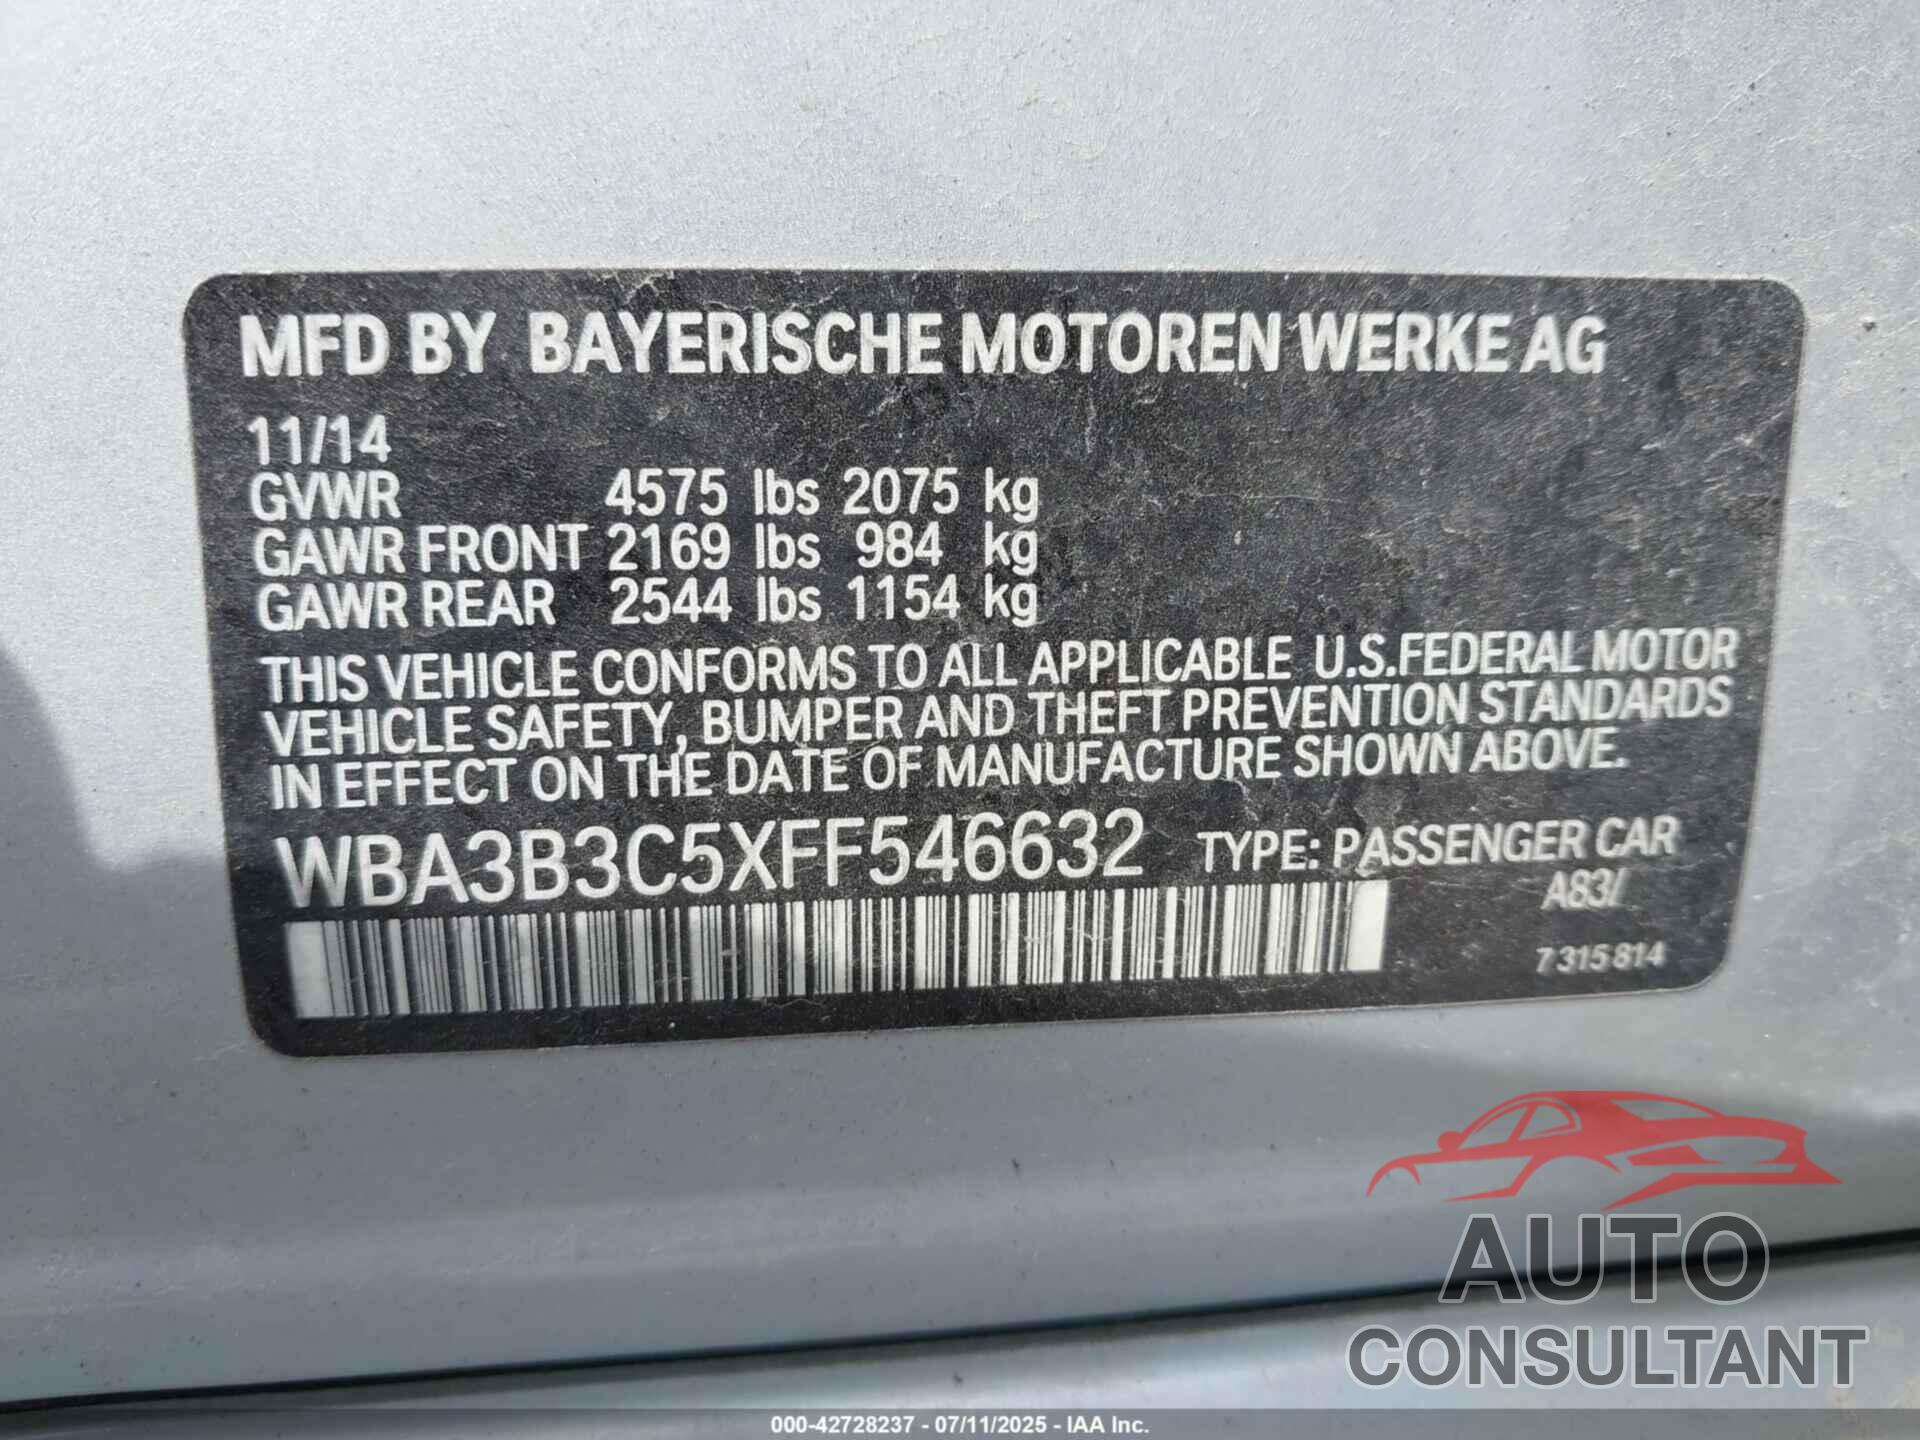 MFD BY BAYERISCHE MOTOREN WERKE AG
11/14
GVWR 4575 lbs 2075 kg
GAWR FRONT 2169 lbs 984 kg
GAWR REAR 2544 lbs 1154 kg
THIS VEHICLE CONFORMS TO ALL APPLICABLE U.S.FEDERAL MOTOR
VEHICLE SAFETY, BUMPER AND THEFT PREVENTION STANDARDS
IN EFFECT ON THE DATE OF MANUFACTURE SHOWN ABOVE.
WBA3B3C5XFF546632 TYPE: PASSENGER CAR
A83/
7 315 814
AUTO
CONSULTANT
000-42728237 - 07/11/2025 - IAA Inc.